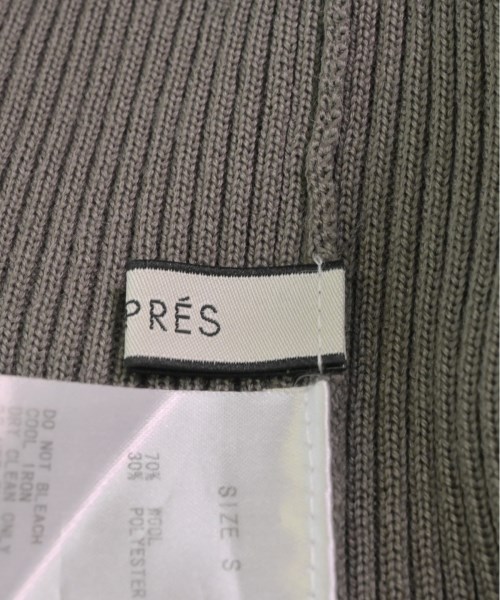 PRÉS
SIZE S
70% WOOL
30% POLYESTER
DO NOT BLEACH
COOL IRON
DRY CLEAN ONLY